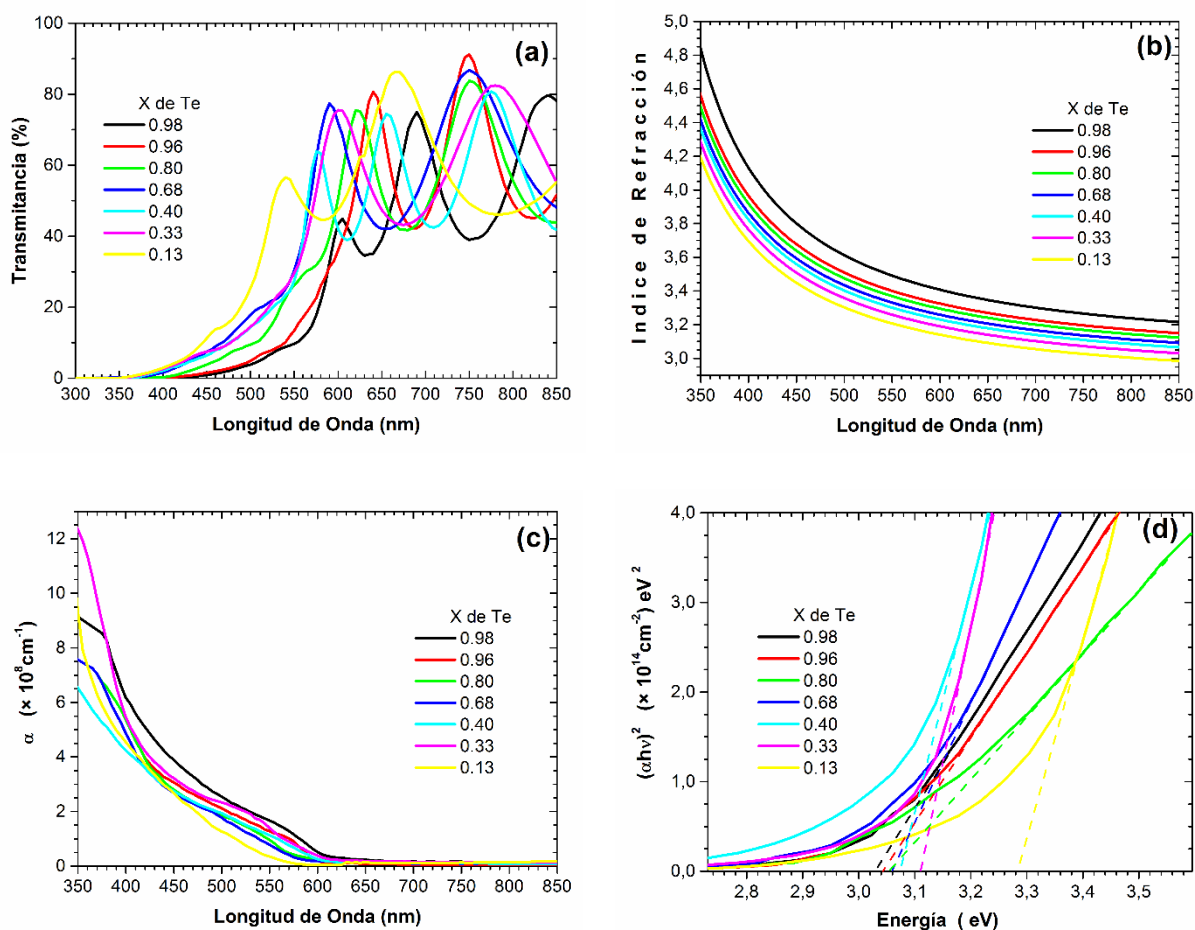 (a)
Transmitancia (%)
100
80
60
40
20
0
X de Te
0.98
0.96
0.80
0.68
0.40
0.33
0.13
300 350 400 450 500 550 600 650 700 750 800 850
Longitud de Onda (nm)
(b)
Indice de Refracción
5,0
4,8
4,6
4,4
4,2
4,0
3,8
3,6
3,4
3,2
3,0
X de Te
0.98
0.96
0.80
0.68
0.40
0.33
0.13
350 400 450 500 550 600 650 700 750 800 850
Longitud de Onda (nm)
(c)
α (× 10⁸ cm⁻¹)
12
10
8
6
4
2
0
X de Te
0.98
0.96
0.80
0.68
0.40
0.33
0.13
350 400 450 500 550 600 650 700 750 800 850
Longitud de Onda (nm)
(d)
(αhν)² (× 10¹⁴cm⁻²) eV²
4,0
3,0
2,0
1,0
0,0
X de Te
0.98
0.96
0.80
0.68
0.40
0.33
0.13
2,8 2,9 3,0 3,1 3,2 3,3 3,4 3,5
Energía ( eV)